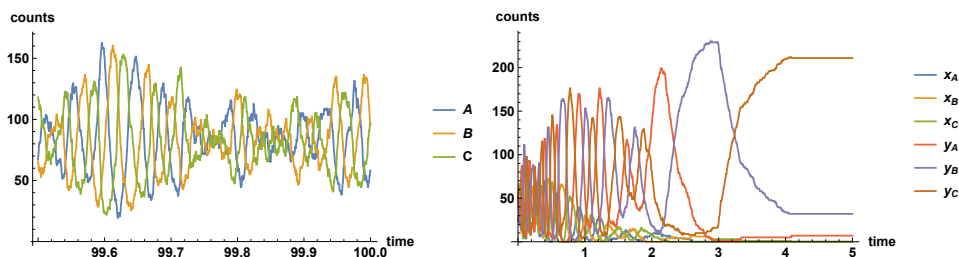 counts
150
100
50
99.6 99.7 99.8 99.9 100.0
time
A
B
C
counts
200
150
100
50
1 2 3 4 5
time
x_A
x_B
x_C
y_A
y_B
y_C